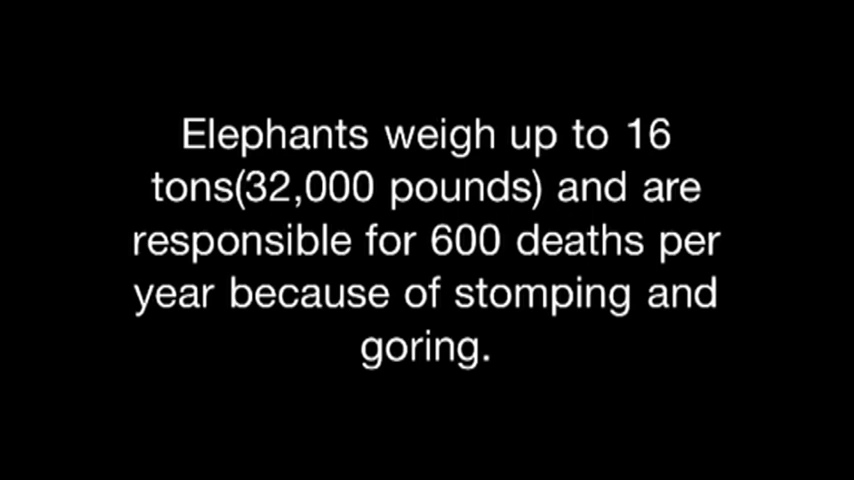 Elephants weigh up to 16
tons(32,000 pounds) and are
responsible for 600 deaths per
year because of stomping and
goring.